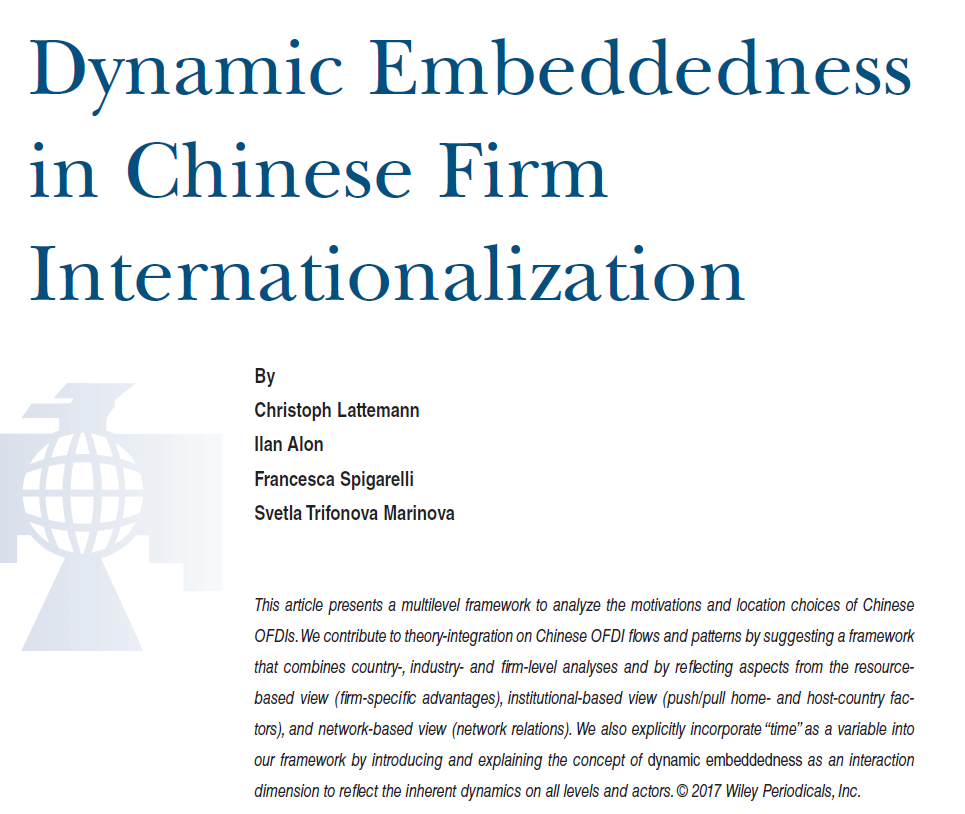 Dynamic Embeddedness
in Chinese Firm
Internationalization
By
Christoph Lattemann
Ilan Alon
Francesca Spigarelli
Svetla Trifonova Marinova
This article presents a multilevel framework to analyze the motivations and location choices of Chinese
OFDIs. We contribute to theory-integration on Chinese OFDI flows and patterns by suggesting a framework
that combines country-, industry- and firm-level analyses and by reflecting aspects from the resource-
based view (firm-specific advantages), institutional-based view (push/pull home- and host-country fac-
tors), and network-based view (network relations). We also explicitly incorporate “time” as a variable into
our framework by introducing and explaining the concept of dynamic embeddedness as an interaction
dimension to reflect the inherent dynamics on all levels and actors. © 2017 Wiley Periodicals, Inc.